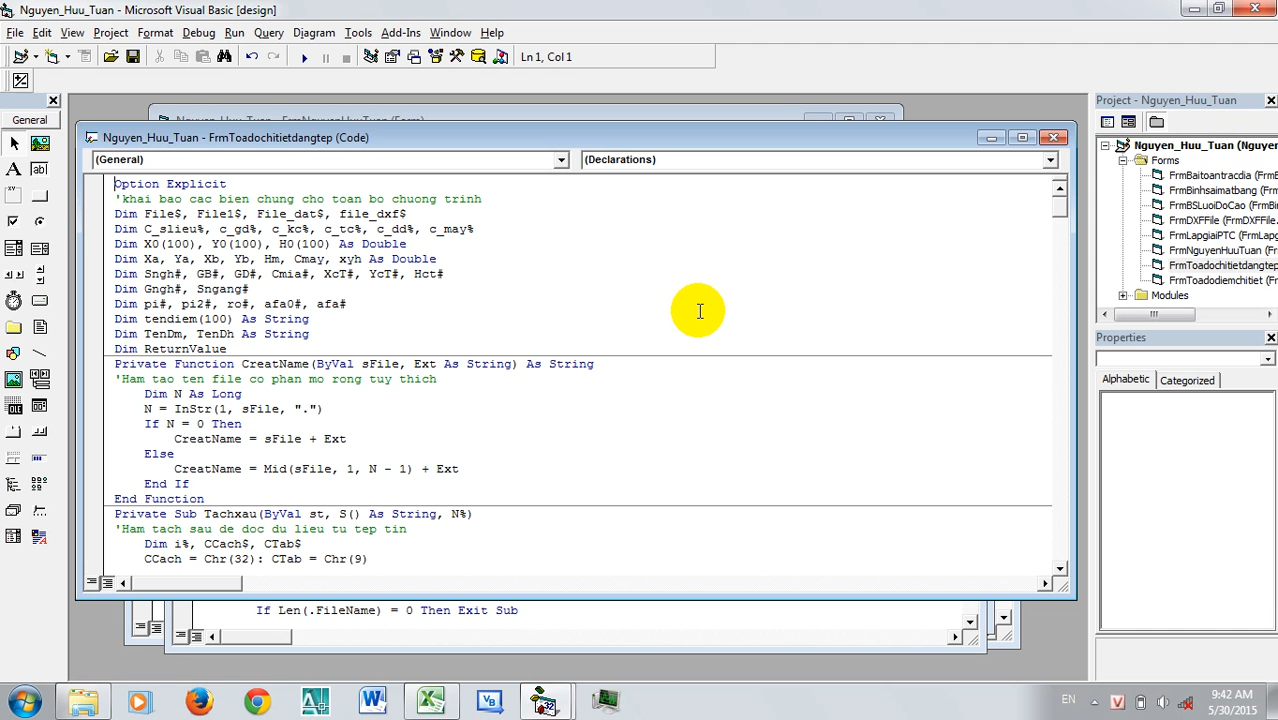 Nguyen_Huu_Tuan - Microsoft Visual Basic [design]
File Edit View Project Format Debug Run Query Diagram Tools Add-Ins Window Help
Ln 1, Col 1
General
Nguyen_Huu_Tuan - FrmToadochitietdangtep (Code)
(General)
(Declarations)
Option Explicit
'khai bao cac bien chung cho toan bo chuong trinh
Dim File$, File1$, File_dat$, file_dxf$
Dim C_slieu%, c_gd%, c_kc%, c_tc%, c_dd%, c_may%
Dim X0(100), Y0(100), H0(100) As Double
Dim Xa, Ya, Xb, Yb, Hm, Cmay, xyh As Double
Dim Sngh#, GB#, GD#, Cmia#, XcT#, YcT#, Hct#
Dim Gngh#, Sngang#
Dim pi#, pi2#, ro#, afa0#, afa#
Dim tendiem(100) As String
Dim TenDm, TenDh As String
Dim ReturnValue
Private Function CreatName(ByVal sFile, Ext As String) As String
'Ham tao ten file co phan mo rong tuy thich
Dim N As Long
N = InStr(1, sFile, ".")
If N = 0 Then
CreatName = sFile + Ext
Else
CreatName = Mid(sFile, 1, N - 1) + Ext
End If
End Function
Private Sub Tachxau(ByVal st, S() As String, N%)
'Ham tach sau de doc du lieu tu tep tin
Dim i%, CCach$, CTab$
CCach = Chr(32): CTab = Chr(9)
If Len(.FileName) = 0 Then Exit Sub
Project - Nguyen_Huu_Tuan
Nguyen_Huu_Tuan (Nguyer
Forms
FrmBaitoantracdia (FrmB
FrmBinhsaimatbang (Frm
FrmBSLuoiDoCao (FrmBS
FrmDXFFile (FrmDXFFile
FrmLapgiaiPTC (FrmLapg
FrmNguyenHuuTuan (Frm
FrmToadochitietdangtep
FrmToadodiemchitiet (Fr
Modules
Properties
Alphabetic Categorized
EN
9:42 AM
5/30/2015